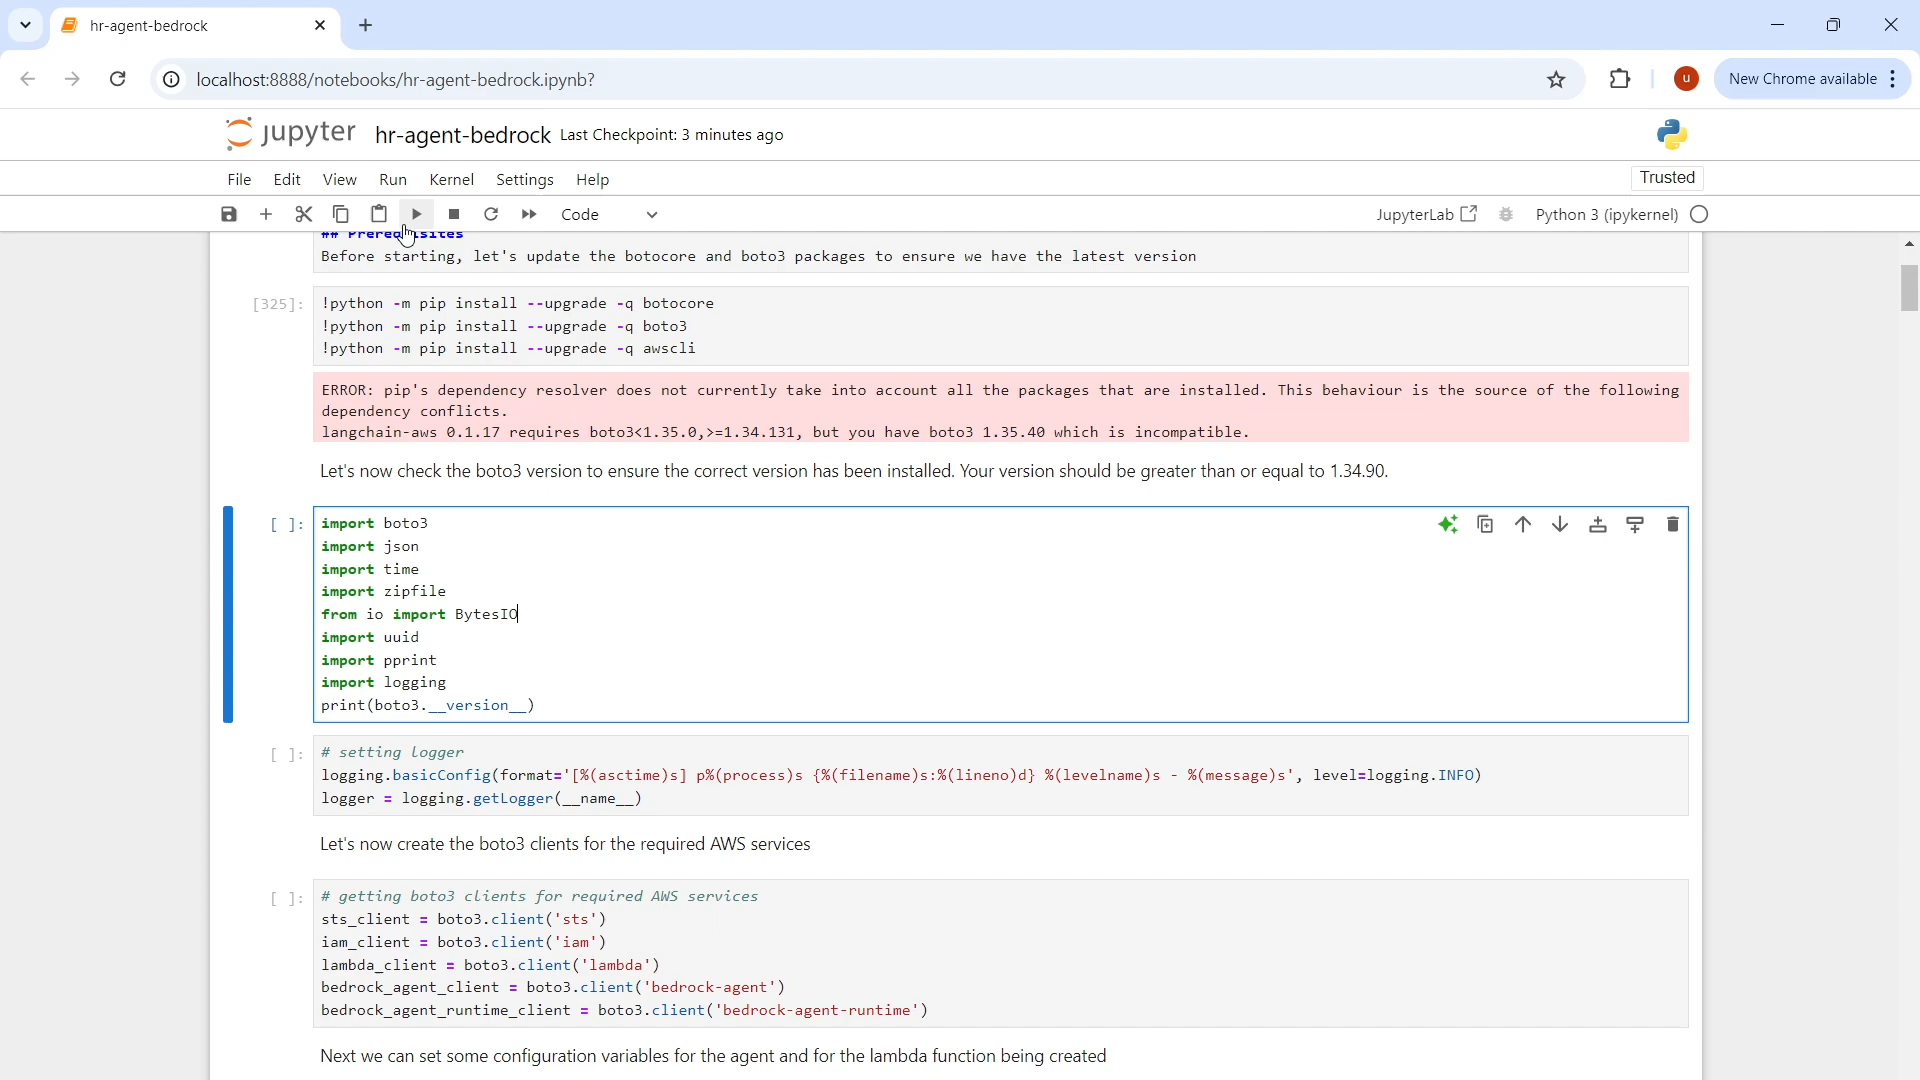 hr-agent-bedrock
localhost:8888/notebooks/hr-agent-bedrock.ipynb?
u
New Chrome available
jupyter hr-agent-bedrock Last Checkpoint: 3 minutes ago
File Edit View Run Kernel Settings Help
Trusted
Code
JupyterLab
Python 3 (ipykernel)
## Prerequisites
Before starting, let's update the botocore and boto3 packages to ensure we have the latest version
[325]:
!python -m pip install --upgrade -q botocore
!python -m pip install --upgrade -q boto3
!python -m pip install --upgrade -q awscli
ERROR: pip's dependency resolver does not currently take into account all the packages that are installed. This behaviour is the source of the following
dependency conflicts.
langchain-aws 0.1.17 requires boto3<1.35.0,>=1.34.131, but you have boto3 1.35.40 which is incompatible.
Let's now check the boto3 version to ensure the correct version has been installed. Your version should be greater than or equal to 1.34.90.
[ ]:
import boto3
import json
import time
import zipfile
from io import BytesIO
import uuid
import pprint
import logging
print(boto3.__version__)
[ ]:
# setting logger
logging.basicConfig(format='[%(asctime)s] p%(process)s {%(filename)s:%(lineno)d} %(levelname)s - %(message)s', level=logging.INFO)
logger = logging.getLogger(__name__)
Let's now create the boto3 clients for the required AWS services
[ ]:
# getting boto3 clients for required AWS services
sts_client = boto3.client('sts')
iam_client = boto3.client('iam')
lambda_client = boto3.client('lambda')
bedrock_agent_client = boto3.client('bedrock-agent')
bedrock_agent_runtime_client = boto3.client('bedrock-agent-runtime')
Next we can set some configuration variables for the agent and for the lambda function being created